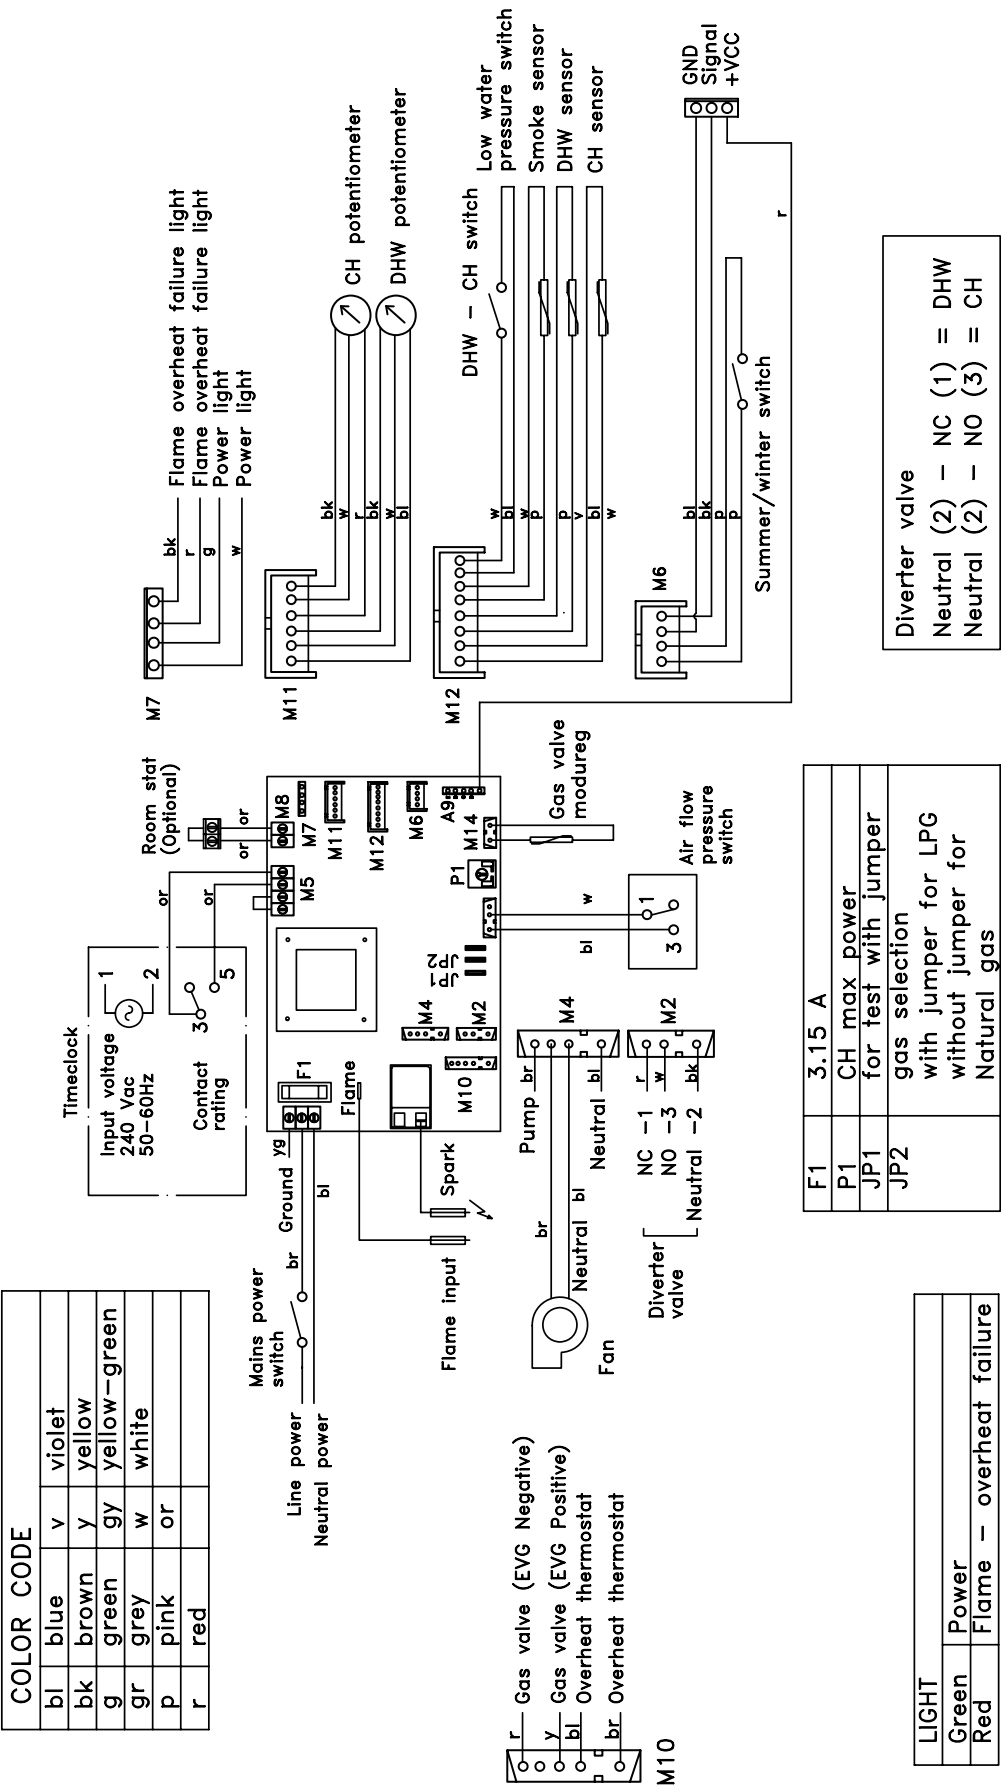 COLOR CODE
bl blue v violet
bk brown y yellow
g green gy yellow-green
gr grey w white
p pink or
r red
LIGHT
Green Power
Red Flame - overheat failure
M10
r Gas valve (EVG Negative)
y Gas valve (EVG Positive)
bl Overheat thermostat
br Overheat thermostat
Timeclock
Input voltage
240 Vac
50-60Hz
1
2
Contact
rating
3
5
or
or
Room stat
(Optional)
or
or
Mains power
switch
Line power
Neutral power
br
Ground
yg
bl
F1
Flame
Flame input
Spark
M5
M8
M7
M11
M12
M6
A9
M14
P1
JP1
JP2
M4
M2
M10
Gas valve
modureg
Air flow
pressure
switch
w
bl
1
3
Pump br
M4
bl
Neutral
br
bl
Neutral
Fan
M2
r
w
bk
NC -1
NO -3
Neutral -2
Diverter
valve
M7
bk Flame overheat failure light
r Flame overheat failure light
g Power light
w Power light
M11
bk
w
r
bk
w
bl
CH potentiometer
DHW potentiometer
M12
w
bl
w
p
p
v
bl
w
DHW - CH switch
Low water
pressure switch
Smoke sensor
DHW sensor
CH sensor
M6
bl
bk
p
p
GND
Signal
+VCC
r
Summer/winter switch
F1 3.15 A
P1 CH max power
JP1 for test with jumper
JP2 gas selection
with jumper for LPG
without jumper for
Natural gas
Diverter valve
Neutral (2) - NC (1) = DHW
Neutral (2) - NO (3) = CH